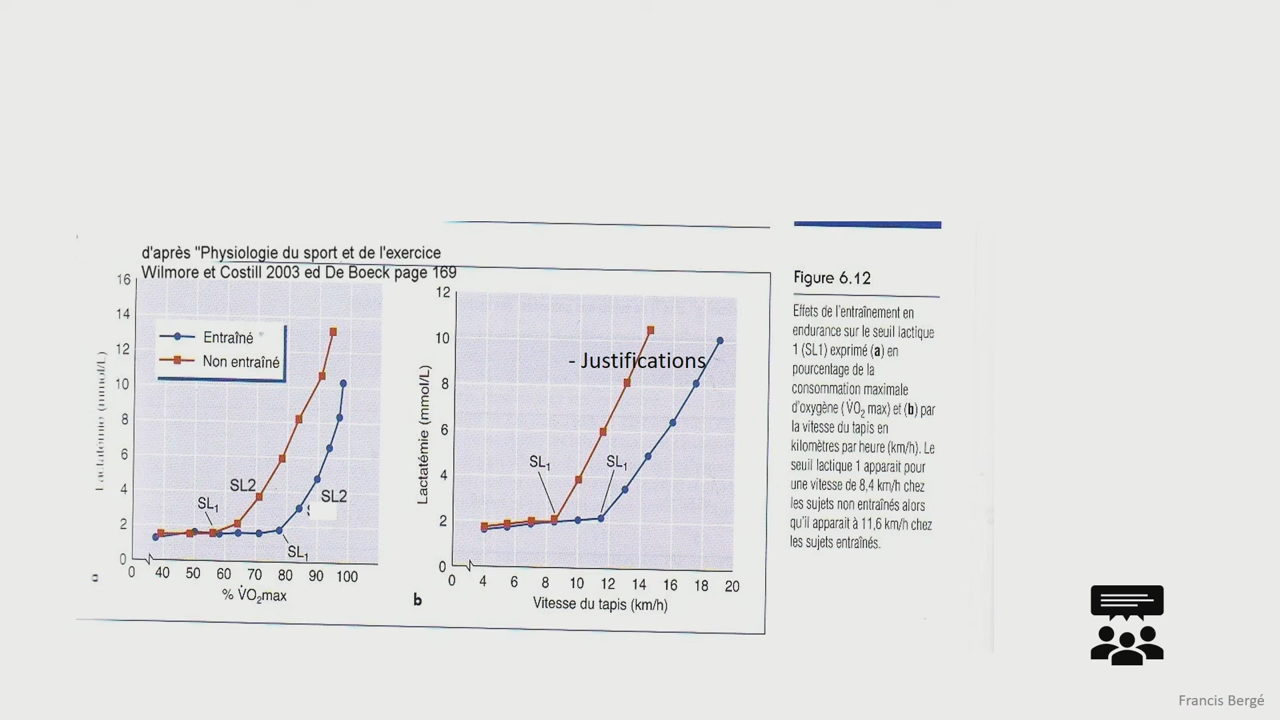 d'après "Physiologie du sport et de l'exercice
Wilmore et Costill 2003 ed De Boeck page 169
16
14
12
10
8
6
4
2
0
Entraîné
Non entraîné
SL2
SL1
SL2
SL1
0 40 50 60 70 80 90 100
% V̇O2max
a
Lactatémie (mmol/L)
12
10
8
6
4
2
0
- Justifications
SL1
SL1
0 4 6 8 10 12 14 16 18 20
Vitesse du tapis (km/h)
b
Figure 6.12
Effets de l'entraînement en
endurance sur le seuil lactique
1 (SL1) exprimé (a) en
pourcentage de la
consommation maximale
d'oxygène (V̇O2 max) et (b) par
la vitesse du tapis en
kilomètres par heure (km/h). Le
seuil lactique 1 apparait pour
une vitesse de 8,4 km/h chez
les sujets non entraînés alors
qu'il apparaît à 11,6 km/h chez
les sujets entraînés.
Francis Bergé